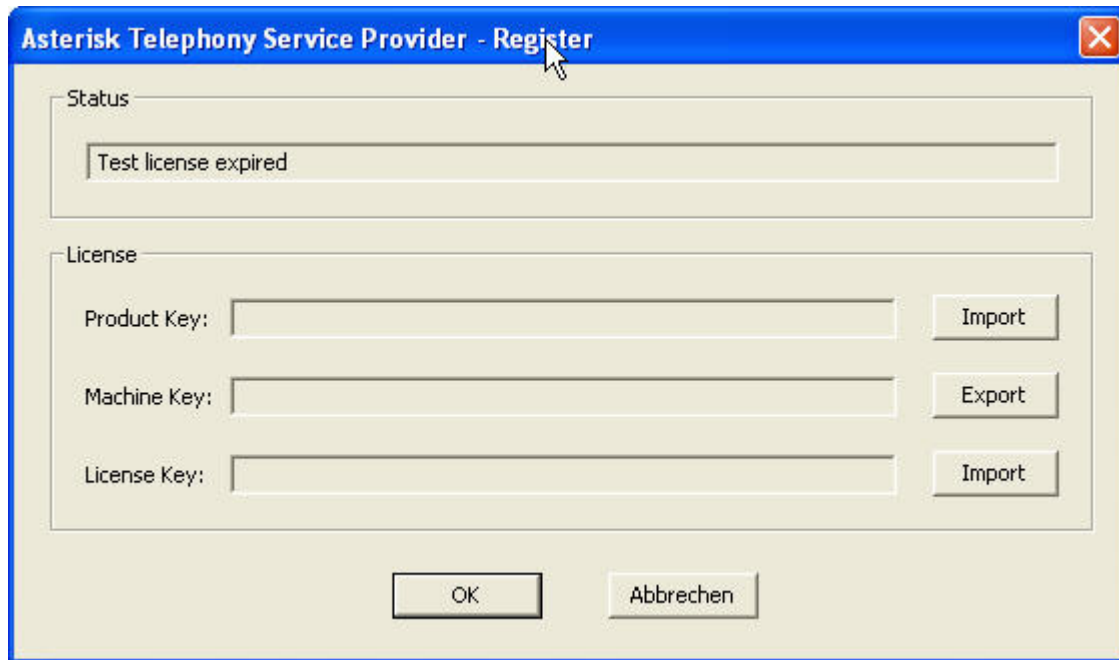 Asterisk Telephony Service Provider - Register
Status
Test license expired
License
Product Key:
Import
Machine Key:
Export
License Key:
Import
OK
Abbrechen